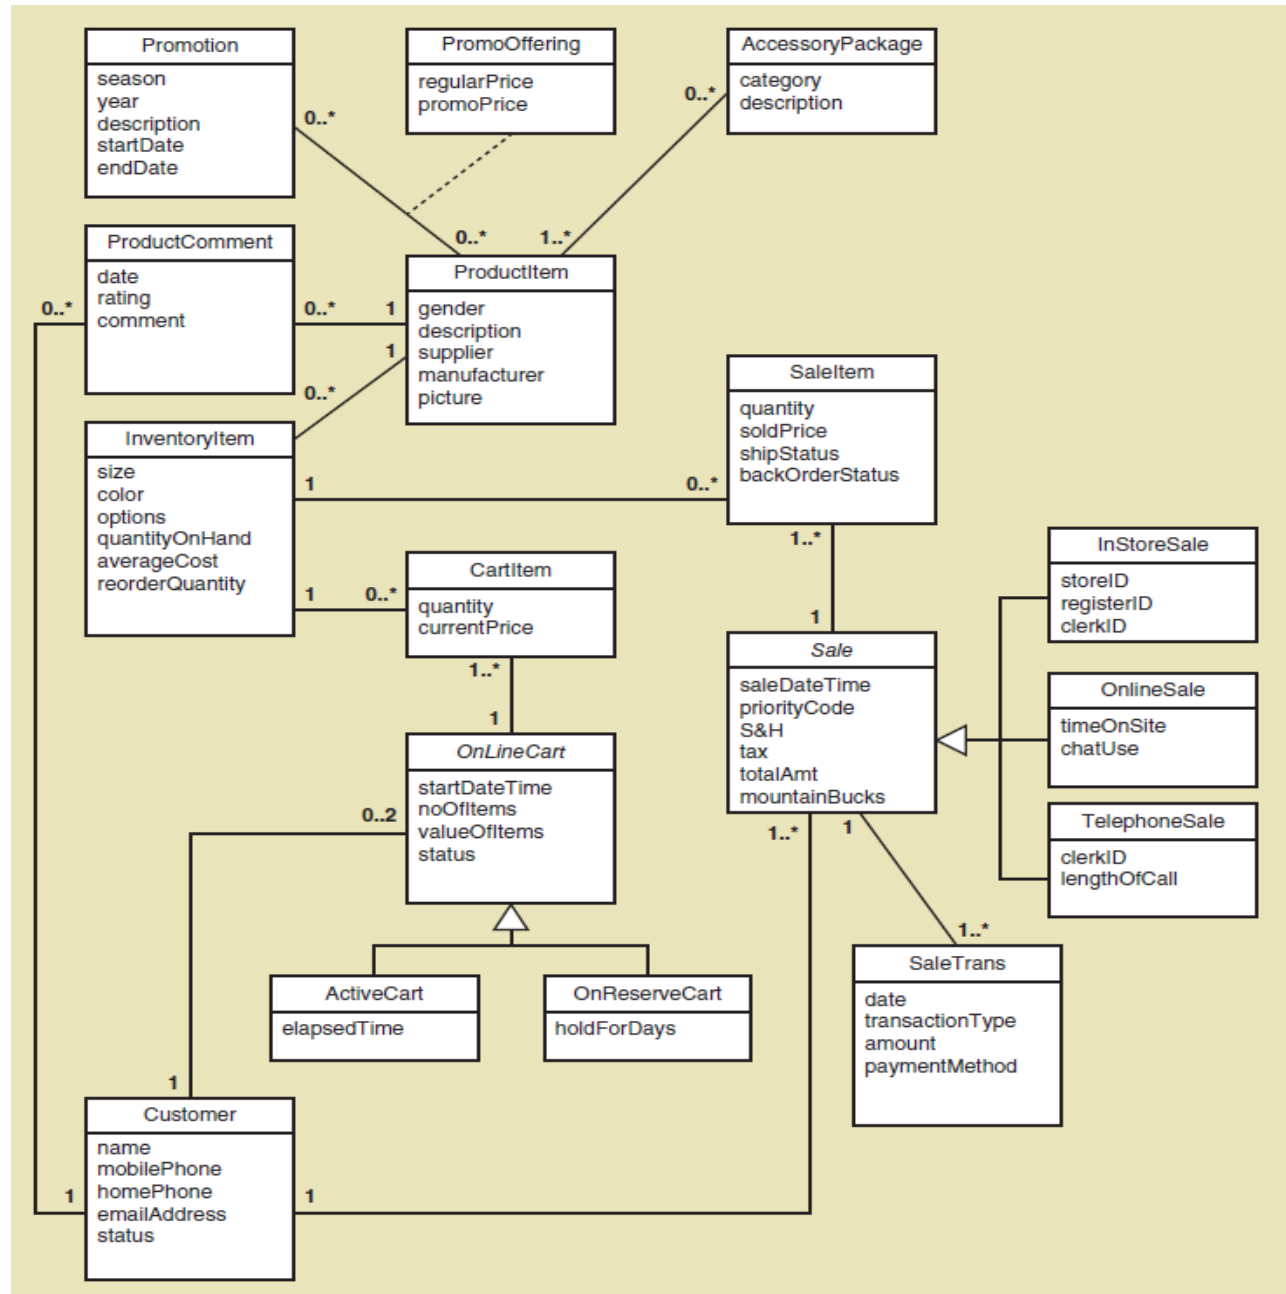 Promotion
season
year
description
startDate
endDate
PromoOffering
regularPrice
promoPrice
AccessoryPackage
category
description
0..*
0..*
0..*
1..*
ProductComment
date
rating
comment
0..*
0..*
1
1
0..*
ProductItem
gender
description
supplier
manufacturer
picture
SaleItem
quantity
soldPrice
shipStatus
backOrderStatus
InventoryItem
size
color
options
quantityOnHand
averageCost
reorderQuantity
1
0..*
1
0..*
1..*
1
CartItem
quantity
currentPrice
1..*
1
InStoreSale
storeID
registerID
clerkID
Sale
saleDateTime
priorityCode
S&H
tax
totalAmt
mountainBucks
OnlineSale
timeOnSite
chatUse
OnLineCart
startDateTime
noOfItems
valueOfItems
status
0..2
1..*
1
TelephoneSale
clerkID
lengthOfCall
1..*
ActiveCart
elapsedTime
OnReserveCart
holdForDays
SaleTrans
date
transactionType
amount
paymentMethod
1
Customer
name
mobilePhone
homePhone
emailAddress
status
1
1